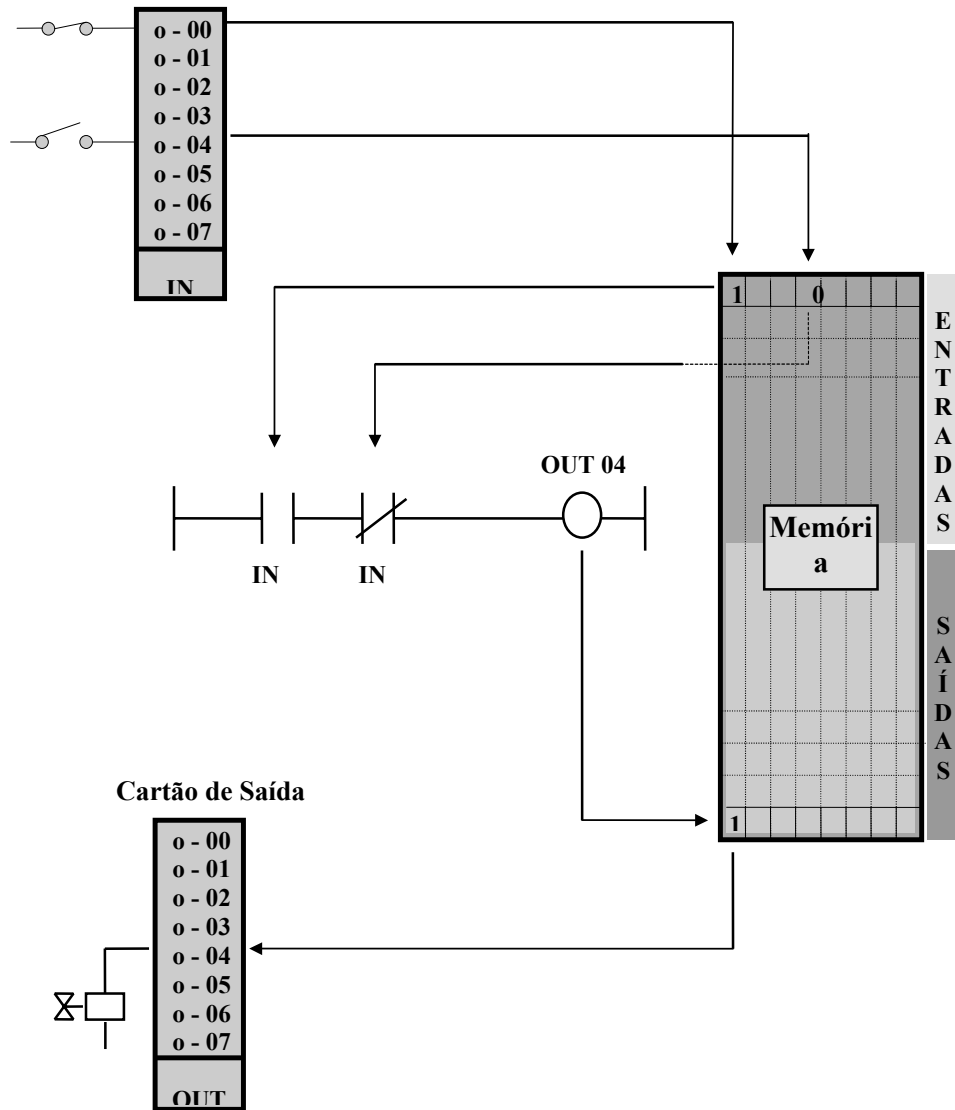 o - 00
o - 01
o - 02
o - 03
o - 04
o - 05
o - 06
o - 07
IN
1 0
E
N
T
R
A
D
A
S
OUT 04
IN
IN
Memóri
a
S
A
Í
D
A
S
1
Cartão de Saída
o - 00
o - 01
o - 02
o - 03
o - 04
o - 05
o - 06
o - 07
OUT